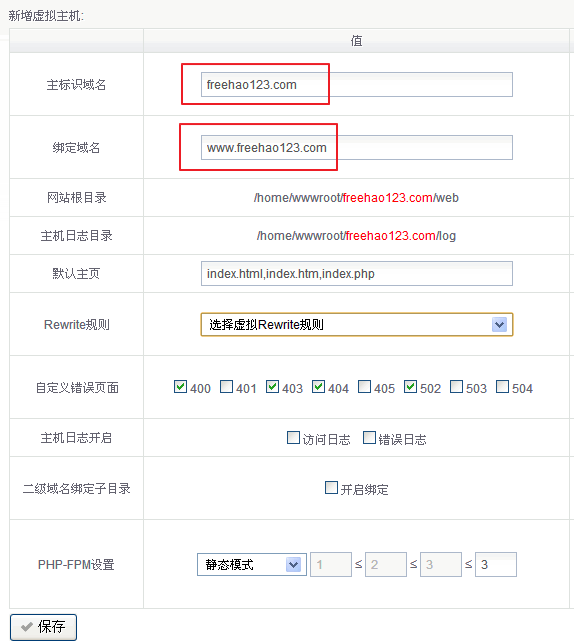 新增虚拟主机:
值
主标识域名 freehao123.com
绑定域名 www.freehao123.com
网站根目录 /home/wwwroot/freehao123.com/web
主机日志目录 /home/wwwroot/freehao123.com/log
默认主页 index.html,index.htm,index.php
Rewrite规则 选择虚拟Rewrite规则
自定义错误页面 400 401 403 404 405 502 503 504
主机日志开启 访问日志 错误日志
二级域名绑定子目录 开启绑定
PHP-FPM设置 静态模式 1 ≤ 2 ≤ 3 ≤ 3
保存